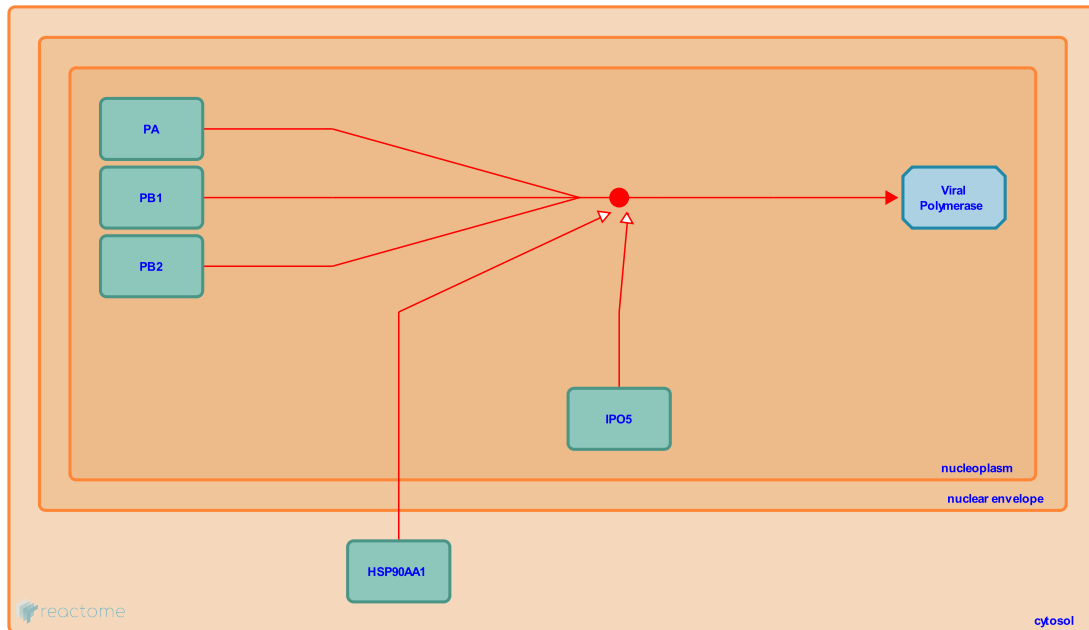 PA
PB1
PB2
Viral
Polymerase
IPO5
nucleoplasm
nuclear envelope
HSP90AA1
reactome
cytosol